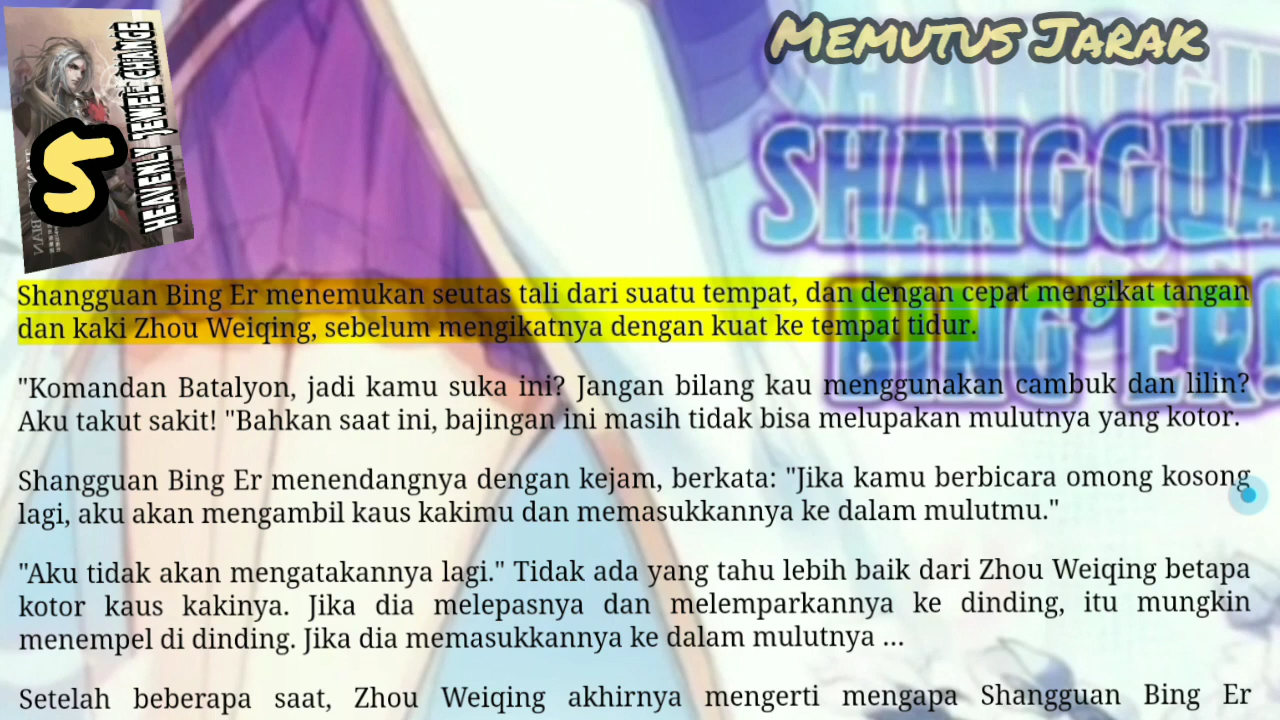 MEMUTUS JARAK
HEAVENLY JEWEL CHANGE
5
SHANGGUA
BING ER
Shangguan Bing Er menemukan seutas tali dari suatu tempat, dan dengan cepat mengikat tangan
dan kaki Zhou Weiqing, sebelum mengikatnya dengan kuat ke tempat tidur.
"Komandan Batalyon, jadi kamu suka ini? Jangan bilang kau menggunakan cambuk dan lilin?
Aku takut sakit! "Bahkan saat ini, bajingan ini masih tidak bisa melupakan mulutnya yang kotor.
Shangguan Bing Er menendangnya dengan kejam, berkata: "Jika kamu berbicara omong kosong
lagi, aku akan mengambil kaus kakimu dan memasukkannya ke dalam mulutmu."
"Aku tidak akan mengatakannya lagi." Tidak ada yang tahu lebih baik dari Zhou Weiqing betapa
kotor kaus kakinya. Jika dia melepasnya dan melemparkannya ke dinding, itu mungkin
menempel di dinding. Jika dia memasukkannya ke dalam mulutnya ...
Setelah beberapa saat, Zhou Weiqing akhirnya mengerti mengapa Shangguan Bing Er